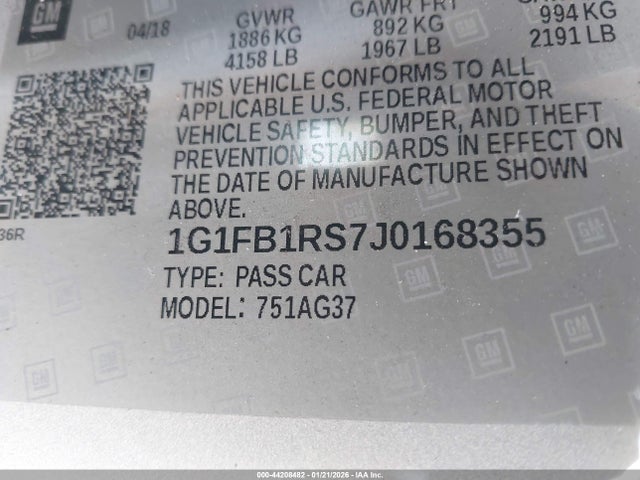 GM
04/18
GVWR
GAWR FRT
1886 KG
892 KG
994 KG
4158 LB
1967 LB
2191 LB
THIS VEHICLE CONFORMS TO ALL
APPLICABLE U.S. FEDERAL MOTOR
VEHICLE SAFETY, BUMPER, AND THEFT
PREVENTION STANDARDS IN EFFECT ON
THE DATE OF MANUFACTURE SHOWN
ABOVE.
36R
1G1FB1RS7J0168355
TYPE: PASS CAR
MODEL: 751AG37
000-44208482 - 01/21/2026 - IAA Inc.